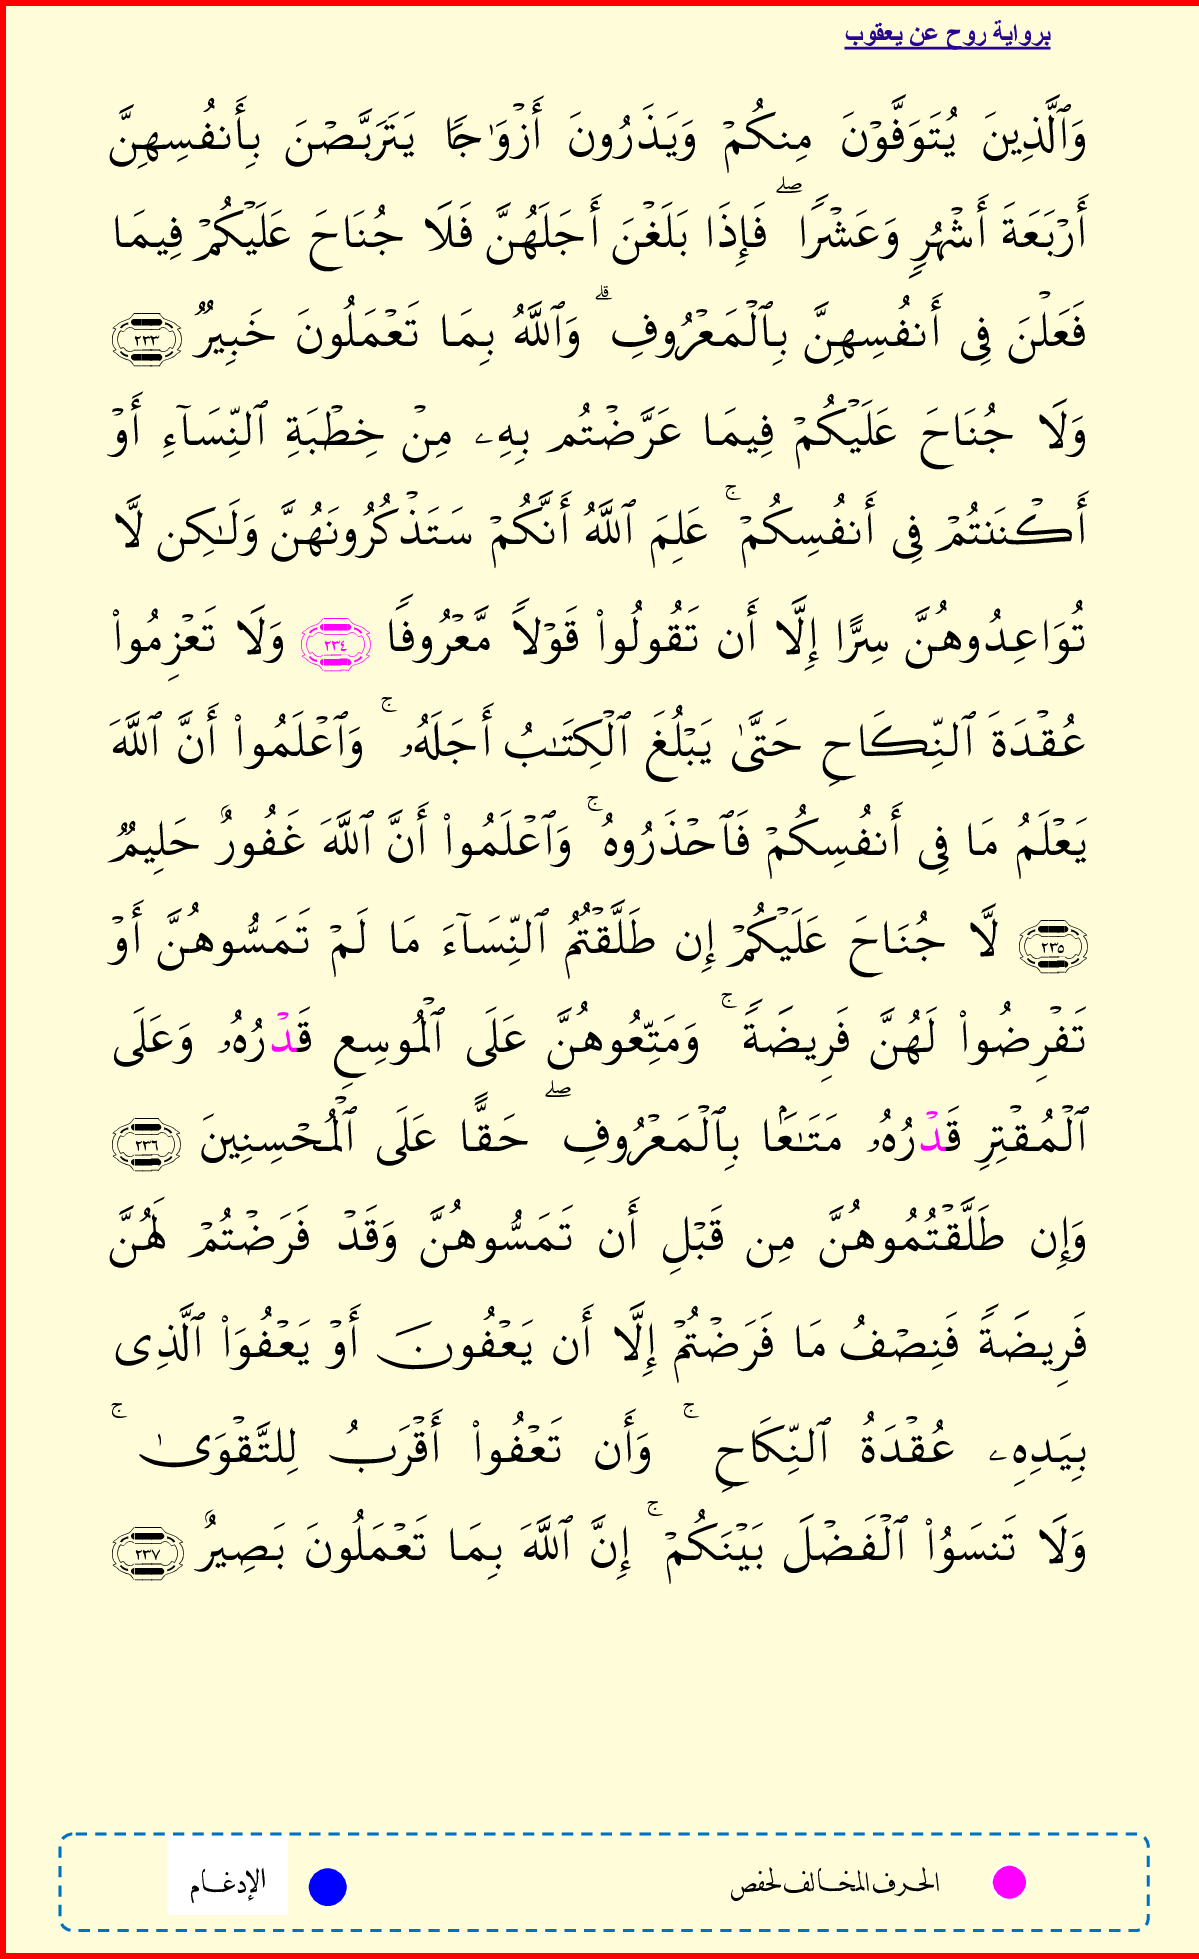 برواية روح عن يعقوب
وَٱلَّذِينَ يُتَوَفَّوۡنَ مِنكُمۡ وَيَذَرُونَ أَزۡوَٰجٗا يَتَرَبَّصۡنَ بِأَنفُسِهِنَّ
أَرۡبَعَةَ أَشۡهُرٖ وَعَشۡرٗاۖ فَإِذَا بَلَغۡنَ أَجَلَهُنَّ فَلَا جُنَاحَ عَلَيۡكُمۡ فِيمَا
فَعَلۡنَ فِي أَنفُسِهِنَّ بِٱلۡمَعۡرُوفِۗ وَٱللَّهُ بِمَا تَعۡمَلُونَ خَبِيرٞ ٢٣٣
وَلَا جُنَاحَ عَلَيۡكُمۡ فِيمَا عَرَّضۡتُم بِهِۦ مِنۡ خِطۡبَةِ ٱلنِّسَآءِ أَوۡ
أَكۡنَنتُمۡ فِي أَنفُسِكُمۡۚ عَلِمَ ٱللَّهُ أَنَّكُمۡ سَتَذۡكُرُونَهُنَّ وَلَٰكِن لَّا
تُوَاعِدُوهُنَّ سِرًّا إِلَّا أَن تَقُولُواْ قَوۡلٗا مَّعۡرُوفٗا ٢٣٤ وَلَا تَعۡزِمُواْ
عُقۡدَةَ ٱلنِّكَاحِ حَتَّىٰ يَبۡلُغَ ٱلۡكِتَٰبُ أَجَلَهُۥۚ وَٱعۡلَمُواْ أَنَّ ٱللَّهَ
يَعۡلَمُ مَا فِي أَنفُسِكُمۡ فَٱحۡذَرُوهُۚ وَٱعۡلَمُواْ أَنَّ ٱللَّهَ غَفُورٌ حَلِيمٞ
٢٣٥ لَّا جُنَاحَ عَلَيۡكُمۡ إِن طَلَّقۡتُمُ ٱلنِّسَآءَ مَا لَمۡ تَمَسُّوهُنَّ أَوۡ
تَفۡرِضُواْ لَهُنَّ فَرِيضَةٗۚ وَمَتِّعُوهُنَّ عَلَى ٱلۡمُوسِعِ قَدۡرُهُۥ وَعَلَى
ٱلۡمُقۡتِرِ قَدۡرُهُۥ مَتَٰعَۢا بِٱلۡمَعۡرُوفِۖ حَقًّا عَلَى ٱلۡمُحۡسِنِينَ ٢٣٦
وَإِن طَلَّقۡتُمُوهُنَّ مِن قَبۡلِ أَن تَمَسُّوهُنَّ وَقَدۡ فَرَضۡتُمۡ لَهُنَّ
فَرِيضَةٗ فَنِصۡفُ مَا فَرَضۡتُمۡ إِلَّا أَن يَعۡفُونَ أَوۡ يَعۡفُوَاْ ٱلَّذِي
بِيَدِهِۦ عُقۡدَةُ ٱلنِّكَاحِۚ وَأَن تَعۡفُواْ أَقۡرَبُ لِلتَّقۡوَىٰۚ
وَلَا تَنسَوُاْ ٱلۡفَضۡلَ بَيۡنَكُمۡۚ إِنَّ ٱللَّهَ بِمَا تَعۡمَلُونَ بَصِيرٌ ٢٣٧
الحرف المخالف لحفص
الإدغام